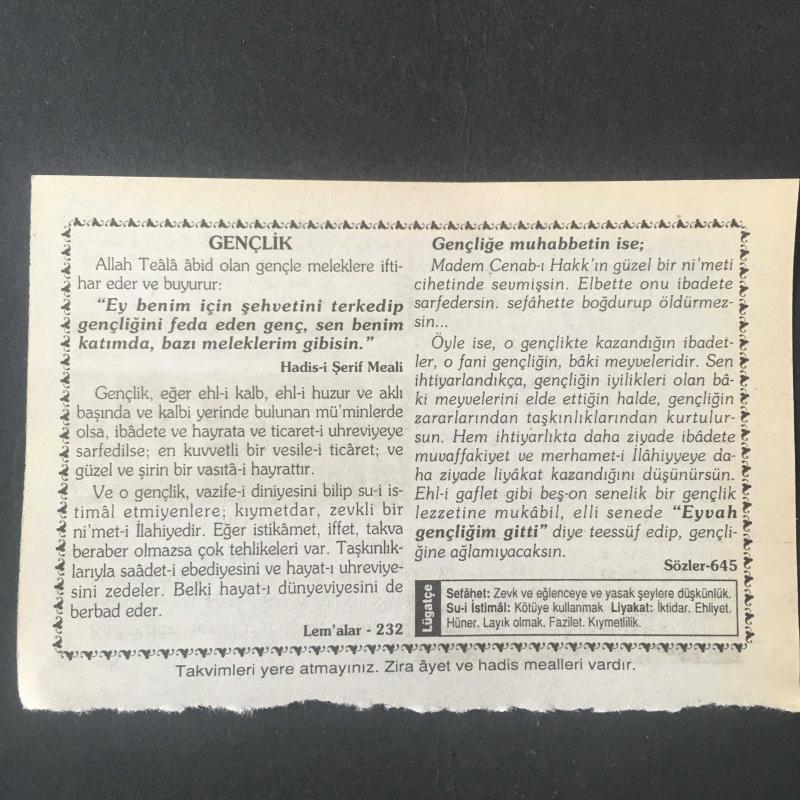 GENÇLİK
Allah Teâlâ âbid olan gençle meleklere ifti-
har eder ve buyurur:
“Ey benim için şehvetini terkedip
gençliğini feda eden genç, sen benim
katımda, bazı meleklerim gibisin.”
Hadis-i Şerif Meali
Gençlik, eğer ehl-i kalb, ehl-i huzur ve aklı
başında ve kalbi yerinde bulunan mü'minlerde
olsa, ibâdete ve hayrata ve ticaret-i uhreviyeye
sarfedilse; en kuvvetli bir vesile-i ticâret; ve
güzel ve şirin bir vasıtâ-i hayrattır.
Ve o gençlik, vazife-i diniyesini bilip su-i is-
timâl etmiyenlere; kıymetdar, zevkli bir
ni'met-i İlahiyedir. Eğer istikâmet, iffet, takva
beraber olmazsa çok tehlikeleri var. Taşkınlık-
larıyla saâdet-i ebediyesini ve hayat-ı uhreviye-
sini zedeler. Belki hayat-ı dünyeviyesini de
berbad eder.
Lem'alar - 232
Gençliğe muhabbetin ise;
Madem Cenab-ı Hakk'ın güzel bir ni'meti
cihetinde sevmişsin. Elbette onu ibadete
sarfedersin. sefâhette boğdurup öldürmez-
sin...
Öyle ise, o gençlikte kazandığın ibadet-
ler, o fani gençliğin, bâki meyveleridir. Sen
ihtiyarlandıkça, gençliğin iyilikleri olan bâ-
ki meyvelerini elde ettiğin halde, gençliğin
zararlarından taşkınlıklarından kurtulur-
sun. Hem ihtiyârlıkta daha ziyade ibâdete
muvaffakiyet ve merhamet-i İlâhiyyeye da-
ha ziyade liyâkat kazandığını düşünürsün.
Ehl-i gaflet gibi beş-on senelik bir gençlik
lezzetine mukâbil, elli senede “Eyvah
gençliğim gitti” diye teessüf edip, gençli-
ğine ağlamıyacaksın.
Sözler-645
Lügatçe
Sefâhet: Zevk ve eğlenceye ve yasak şeylere düşkünlük.
Su-i İstimâl: Kötüye kullanmak Liyakat: İktidar, Ehliyet,
Hüner, Layık olmak, Fazilet, Kıymetlilik.
Takvimleri yere atmayınız. Zira âyet ve hadis mealleri vardır.